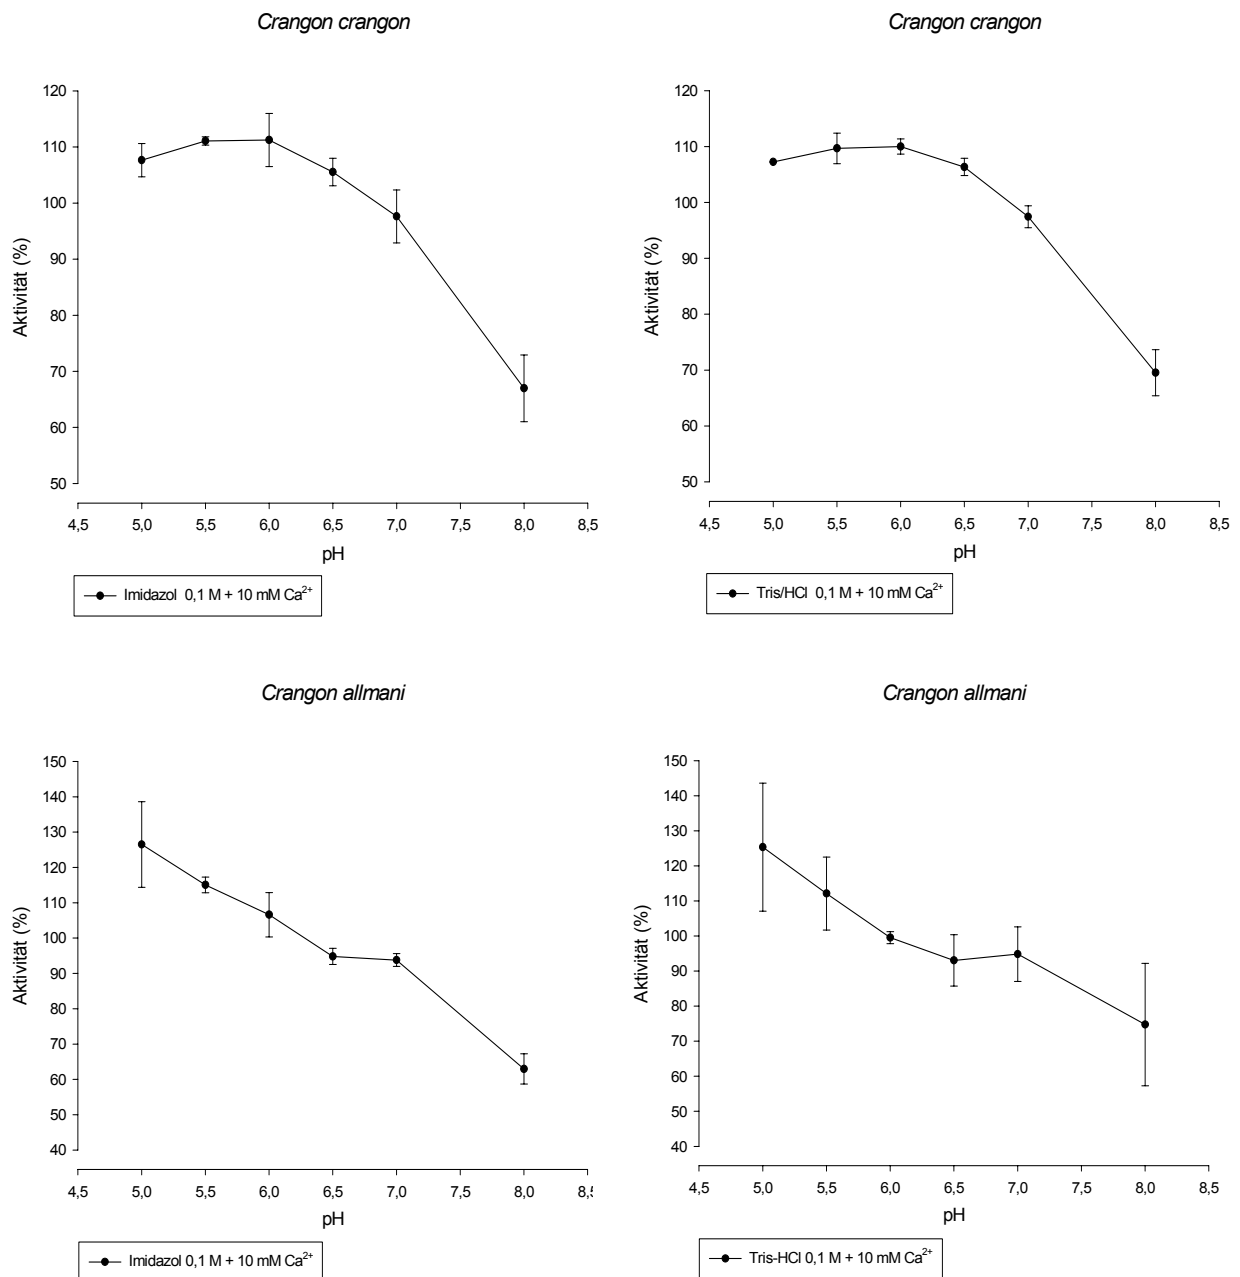 Crangon crangon
Crangon crangon
120
110
100
90
80
70
60
50
Aktivität (%)
4,5 5,0 5,5 6,0 6,5 7,0 7,5 8,0 8,5
pH
Imidazol 0,1 M + 10 mM Ca²⁺
120
110
100
90
80
70
60
50
Aktivität (%)
4,5 5,0 5,5 6,0 6,5 7,0 7,5 8,0 8,5
pH
Tris/HCl 0,1 M + 10 mM Ca²⁺
Crangon allmani
Crangon allmani
150
140
130
120
110
100
90
80
70
60
50
40
Aktivität (%)
4,5 5,0 5,5 6,0 6,5 7,0 7,5 8,0 8,5
pH
Imidazol 0,1 M + 10 mM Ca²⁺
150
140
130
120
110
100
90
80
70
60
50
40
Aktivität (%)
4,5 5,0 5,5 6,0 6,5 7,0 7,5 8,0 8,5
pH
Tris-HCl 0,1 M + 10 mM Ca²⁺